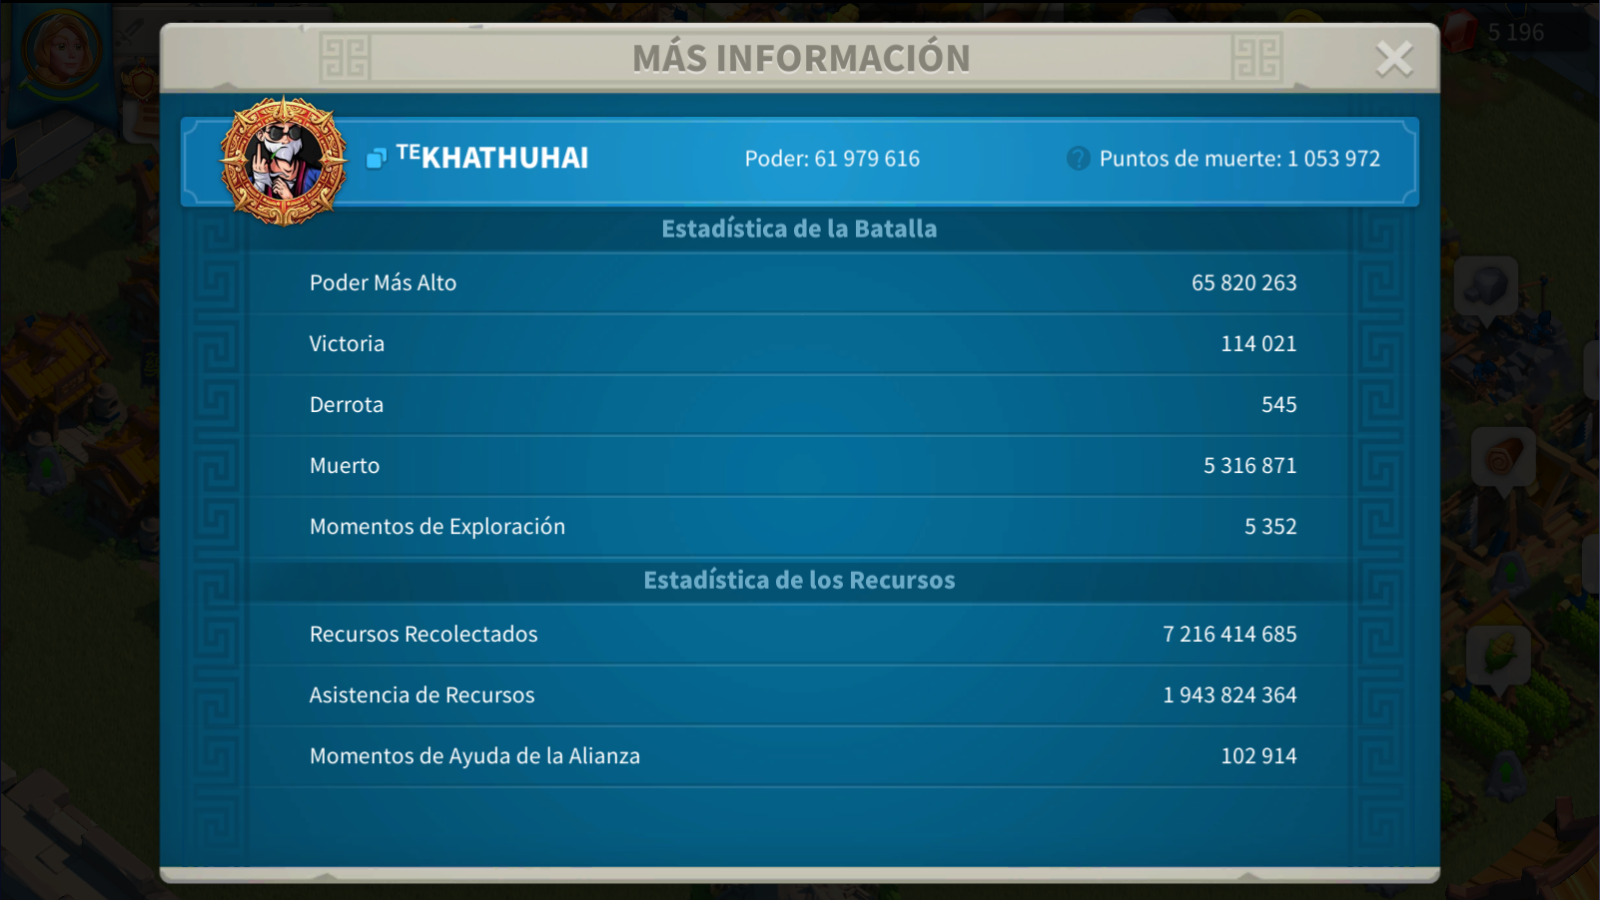 5 196
MÁS INFORMACIÓN
ᵀᴱKHATHUHAI Poder: 61 979 616 ? Puntos de muerte: 1 053 972
Estadística de la Batalla
Poder Más Alto 65 820 263
Victoria 114 021
Derrota 545
Muerto 5 316 871
Momentos de Exploración 5 352
Estadística de los Recursos
Recursos Recolectados 7 216 414 685
Asistencia de Recursos 1 943 824 364
Momentos de Ayuda de la Alianza 102 914